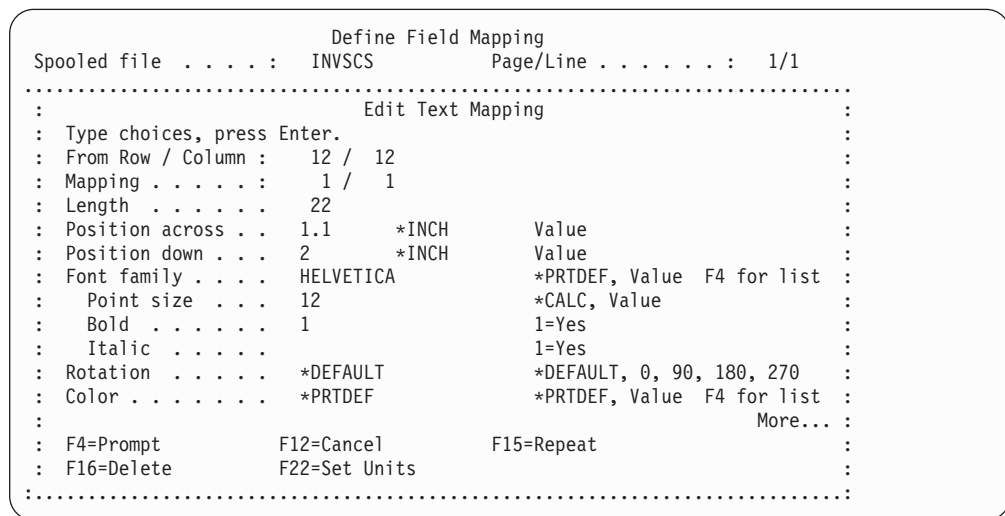 Define Field Mapping
 Spooled file  . . . . :   INVSCS           Page/Line . . . . . . :   1/1
..............................................................................
:                              Edit Text Mapping                             :
:  Type choices, press Enter.                                                :
:  From Row / Column :     12 /  12                                          :
:  Mapping . . . . . :      1 /   1                                          :
:  Length  . . . . . .     22                                                :
:  Position across . .    1.1      *INCH        Value                        :
:  Position down . . .    2        *INCH        Value                        :
:  Font family . . . .    HELVETICA             *PRTDEF, Value  F4 for list  :
:    Point size  . . .    12                    *CALC, Value                 :
:    Bold  . . . . . .    1                     1=Yes                        :
:    Italic  . . . . .                          1=Yes                        :
:  Rotation  . . . . .    *DEFAULT              *DEFAULT, 0, 90, 180, 270    :
:  Color . . . . . . .    *PRTDEF               *PRTDEF, Value  F4 for list  :
:                                                                    More... :
:  F4=Prompt           F12=Cancel          F15=Repeat                        :
:  F16=Delete          F22=Set Units                                         :
:............................................................................: